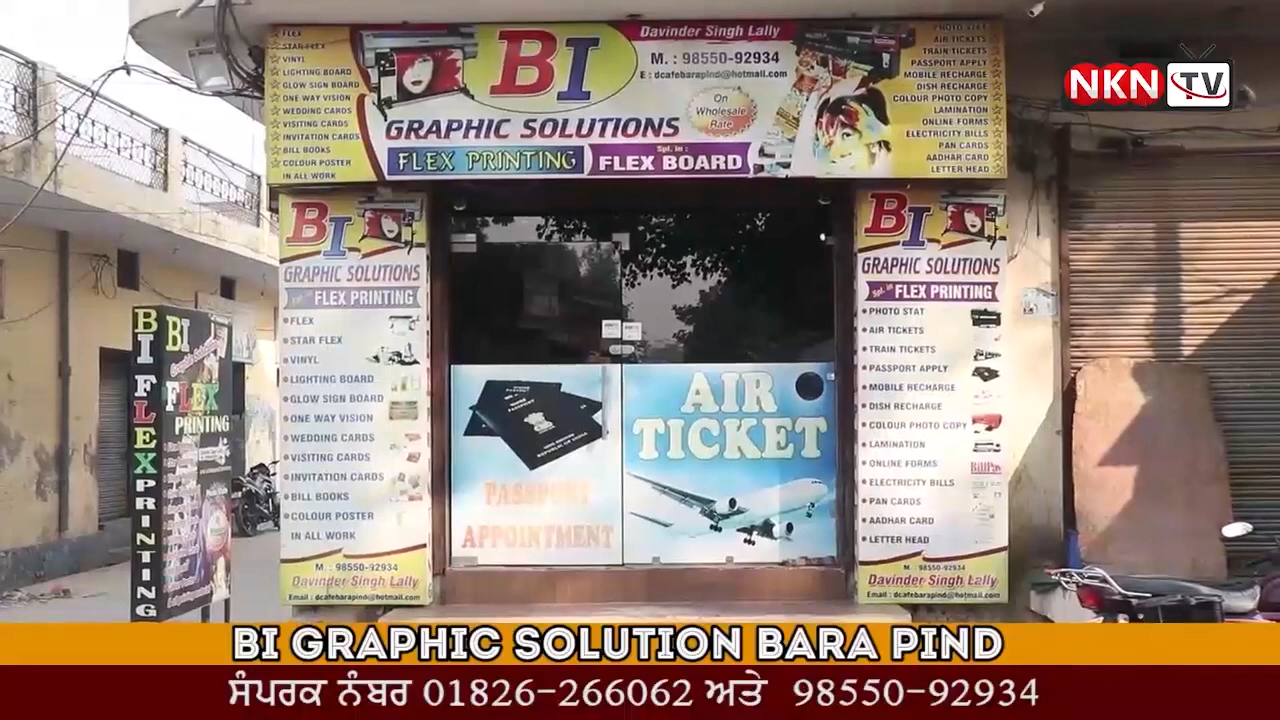 FLEX
STAR FLEX
VINYL
LIGHTING BOARD
GLOW SIGN BOARD
ONE WAY VISION
WEDDING CARDS
VISITING CARDS
INVITATION CARDS
BILL BOOKS
COLOUR POSTER
IN ALL WORK
BI
GRAPHIC SOLUTIONS
FLEX PRINTING
Spl. in :
FLEX BOARD
Davinder Singh Lally
M. : 98550-92934
E : dcafebarapind@hotmail.com
On
Wholesale
Rate
PHOTO STAT
AIR TICKETS
TRAIN TICKETS
PASSPORT APPLY
MOBILE RECHARGE
DISH RECHARGE
COLOUR PHOTO COPY
LAMINATION
ONLINE FORMS
ELECTRICITY BILLS
PAN CARDS
AADHAR CARD
LETTER HEAD
NKN TV
BI FLEX PRINTING
BI
FLEX
PRINTING
BI
GRAPHIC SOLUTIONS
FLEX PRINTING
FLEX
STAR FLEX
VINYL
LIGHTING BOARD
GLOW SIGN BOARD
ONE WAY VISION
WEDDING CARDS
VISITING CARDS
INVITATION CARDS
BILL BOOKS
COLOUR POSTER
IN ALL WORK
M. : 98550-92934
Davinder Singh Lally
Email : dcafebarapind@hotmail.com
PASSPORT
APPOINTMENT
AIR
TICKET
BI
GRAPHIC SOLUTIONS
Spl. in FLEX PRINTING
PHOTO STAT
AIR TICKETS
TRAIN TICKETS
PASSPORT APPLY
MOBILE RECHARGE
DISH RECHARGE
COLOUR PHOTO COPY
LAMINATION
ONLINE FORMS
ELECTRICITY BILLS
PAN CARDS
AADHAR CARD
LETTER HEAD
M. : 98550-92934
Davinder Singh Lally
Email : dcafebarapind@hotmail.com
BI GRAPHIC SOLUTION BARA PIND
ਸੰਪਰਕ ਨੰਬਰ 01826-266062 ਅਤੇ 98550-92934